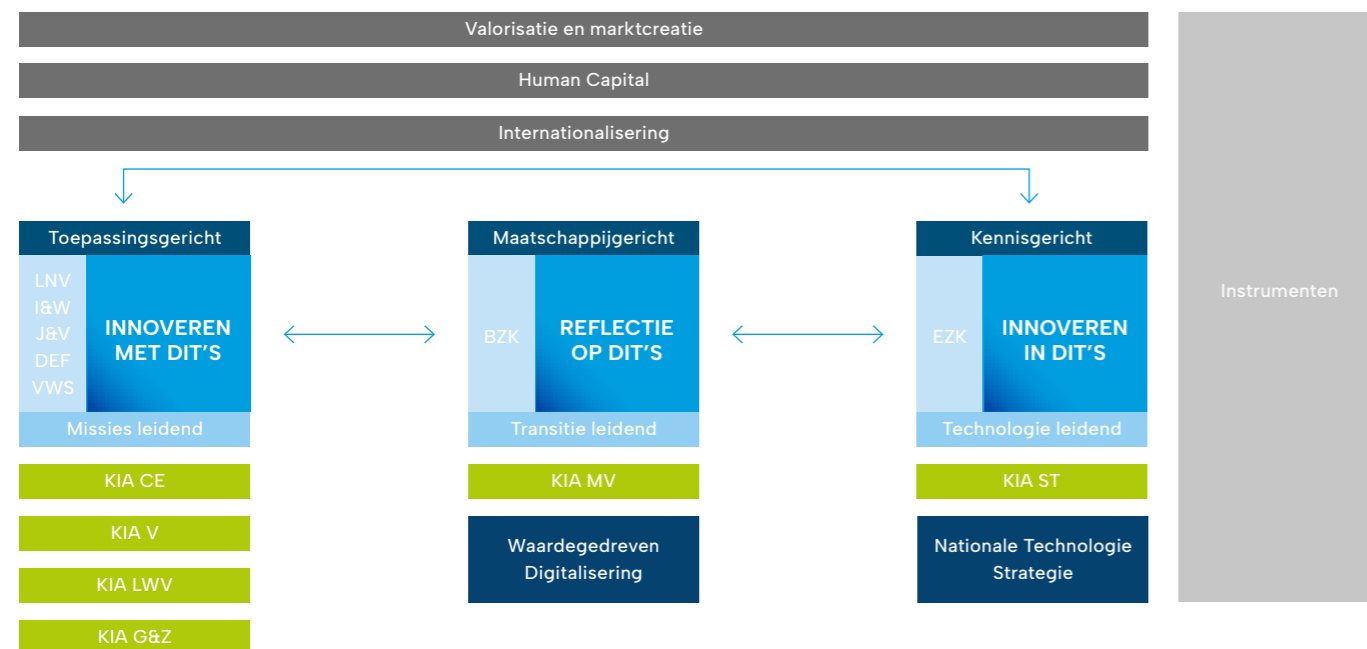 Valorisatie en marktcreatie
Human Capital
Internationalisering
Instrumenten
Toepassingsgericht
LNV
I&W
J&V
DEF
VWS
INNOVEREN
MET DIT'S
Missies leidend
KIA CE
KIA V
KIA LWV
KIA G&Z
Maatschappijgericht
BZK
REFLECTIE
OP DIT'S
Transitie leidend
KIA MV
Waardegedreven
Digitalisering
Kennisgericht
EZK
INNOVEREN
IN DIT'S
Technologie leidend
KIA ST
Nationale Technologie
Strategie